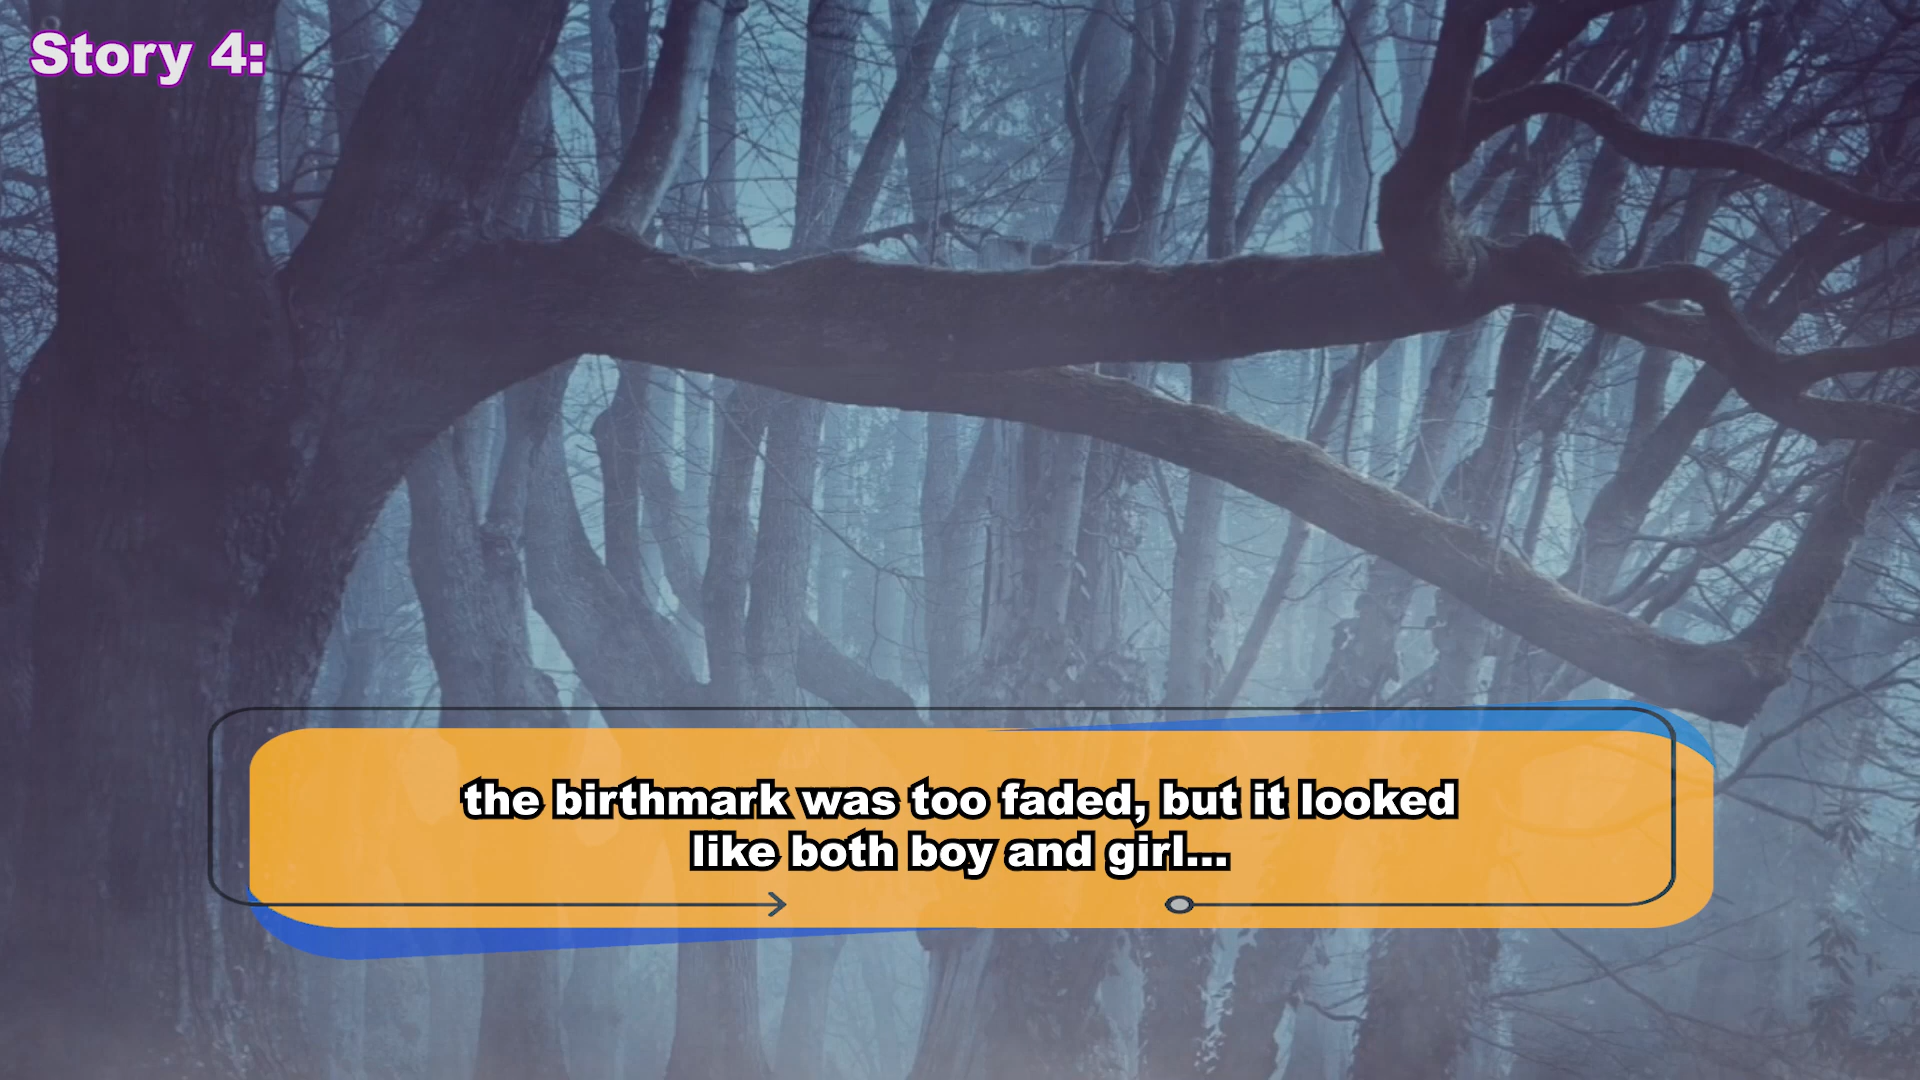 Story 4:
the birthmark was too faded, but it looked
like both boy and girl...